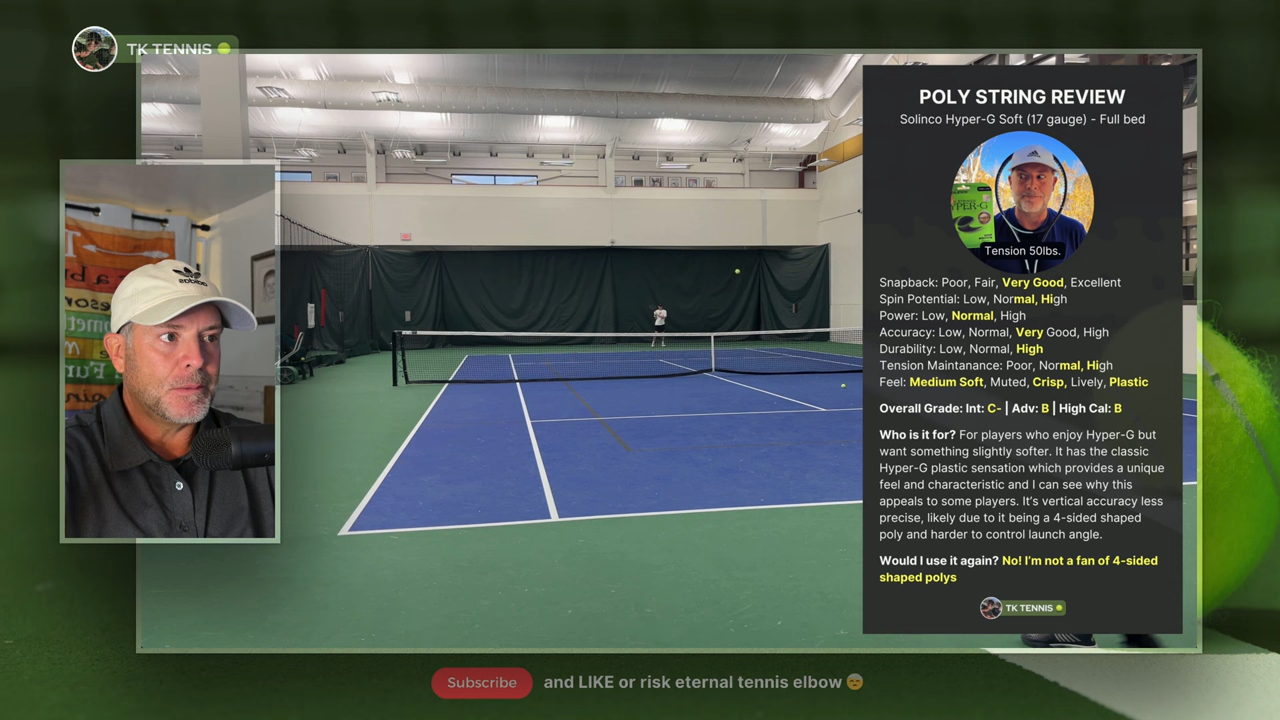 TK TENNIS
POLY STRING REVIEW
Solinco Hyper-G Soft (17 gauge) - Full bed
Tension 50lbs.
Snapback: Poor, Fair, Very Good, Excellent
Spin Potential: Low, Normal, High
Power: Low, Normal, High
Accuracy: Low, Normal, Very Good, High
Durability: Low, Normal, High
Tension Maintanance: Poor, Normal, High
Feel: Medium Soft, Muted, Crisp, Lively, Plastic
Overall Grade: Int: C- | Adv: B | High Cal: B
Who is it for? For players who enjoy Hyper-G but
want something slightly softer. It has the classic
Hyper-G plastic sensation which provides a unique
feel and characteristic and I can see why this
appeals to some players. It's vertical accuracy less
precise, likely due to it being a 4-sided shaped
poly and harder to control launch angle.
Would I use it again? No! I'm not a fan of 4-sided
shaped polys
TK TENNIS
adidas
Subscribe and LIKE or risk eternal tennis elbow 😴